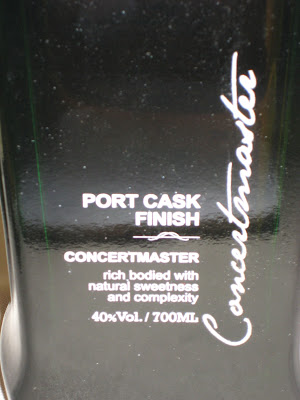 PORT CASK
FINISH
CONCERTMASTER
rich bodied with
natural sweetness
and complexity
40%Vol. / 700ML
Concertmaster